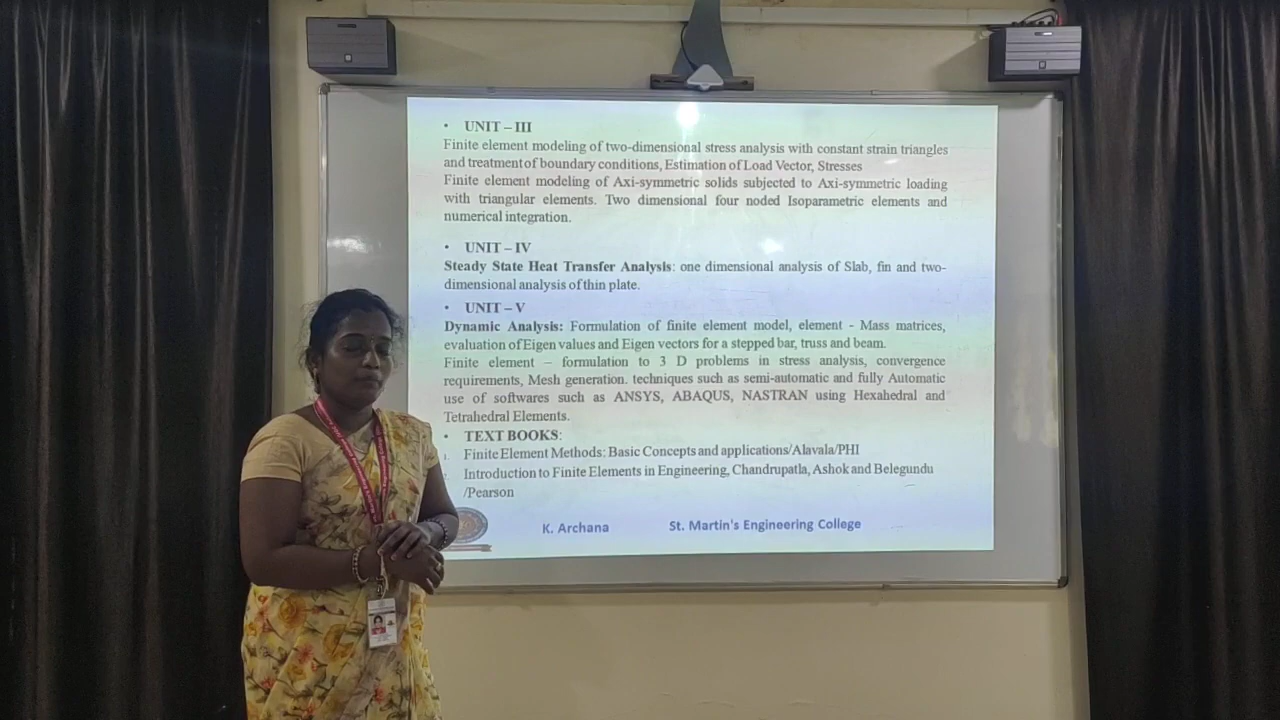 • UNIT – III
Finite element modeling of two-dimensional stress analysis with constant strain triangles
and treatment of boundary conditions, Estimation of Load Vector, Stresses
Finite element modeling of Axi-symmetric solids subjected to Axi-symmetric loading
with triangular elements. Two dimensional four noded Isoparametric elements and
numerical integration.
• UNIT – IV
Steady State Heat Transfer Analysis: one dimensional analysis of Slab, fin and two-
dimensional analysis of thin plate.
• UNIT – V
Dynamic Analysis: Formulation of finite element model, element - Mass matrices,
evaluation of Eigen values and Eigen vectors for a stepped bar, truss and beam.
Finite element – formulation to 3 D problems in stress analysis, convergence
requirements, Mesh generation. techniques such as semi-automatic and fully Automatic
use of softwares such as ANSYS, ABAQUS, NASTRAN using Hexahedral and
Tetrahedral Elements.
• TEXT BOOKS:
1. Finite Element Methods: Basic Concepts and applications/Alavala/PHI
Introduction to Finite Elements in Engineering, Chandrupatla, Ashok and Belegundu
/Pearson
K. Archana St. Martin's Engineering College